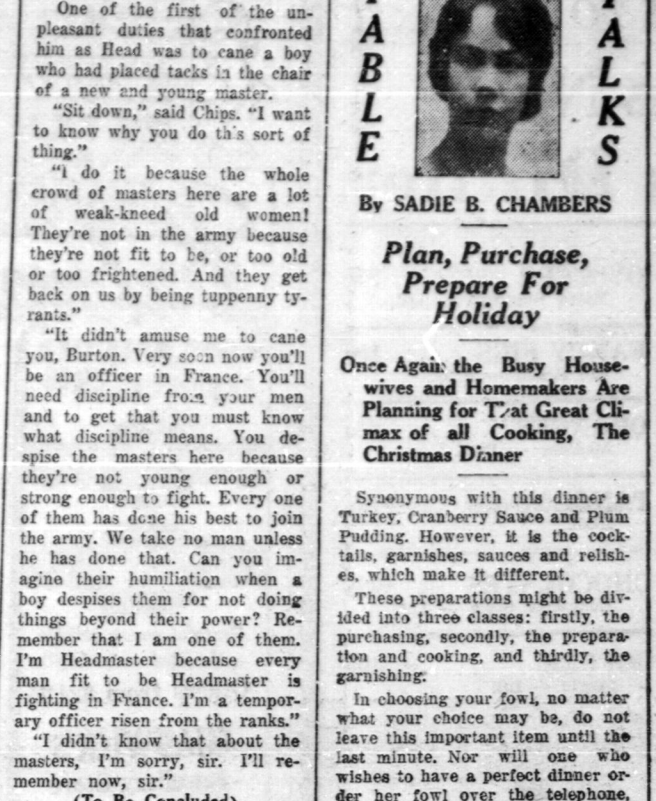 One of the first of the un-
pleasant duties that confronted
him as Head was to cane a boy
who had placed tacks in the chair
of a new and young master.
"Sit down," said Chips. "I want
to know why you do this sort of
thing."
"I do it because the whole
crowd of masters here are a lot
of weak-kneed old women!
They're not in the army because
they're not fit to be, or too old
or too frightened. And they get
back on us by being tuppenny ty-
rants."
"It didn't amuse me to cane
you, Burton. Very soon now you'll
be an officer in France. You'll
need discipline from your men
and to get that you must know
what discipline means. You de-
spise the masters here because
they're not young enough or
strong enough to fight. Every one
of them has done his best to join
the army. We take no man unless
he has done that. Can you im-
agine their humiliation when a
boy despises them for not doing
things beyond their power? Re-
member that I am one of them.
I'm Headmaster because every
man fit to be Headmaster is
fighting in France. I'm a tempor-
ary officer risen from the ranks."
"I didn't know that about the
masters, I'm sorry, sir. I'll re-
member now, sir."
(To Be Concluded)
TABLE
TALKS
By SADIE B. CHAMBERS
Plan, Purchase,
Prepare For
Holiday
Once Again the Busy House-
wives and Homemakers Are
Planning for That Great Cli-
max of all Cooking, The
Christmas Dinner
Synonymous with this dinner is
Turkey, Cranberry Sauce and Plum
Pudding. However, it is the cock-
tails, garnishes, sauces and relish-
es, which make it different.
These preparations might be div-
ided into three classes: firstly, the
purchasing, secondly, the prepara-
tion and cooking, and thirdly, the
garnishing.
In choosing your fowl, no matter
what your choice may be, do not
leave this important item until the
last minute. Nor will one who
wishes to have a perfect dinner or-
der her fowl over the telephone,